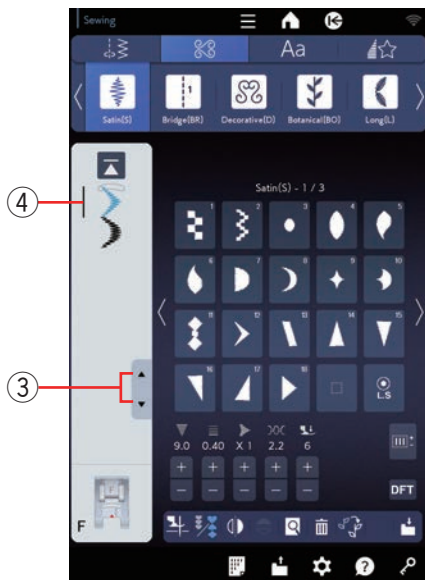 Sewing
Aa
Satin(S) Bridge(BR) Decorative(D) Botanical(BO) Long(L)
④
Satin(S) - 1 / 3
1 2 3 4 5
6 7 8 9 10
11 12 13 14 15
16 17 18
L.S
③
9.0 0.40 X 1 2.2 6
+ + + + +
− − − − −
DFT
F
?